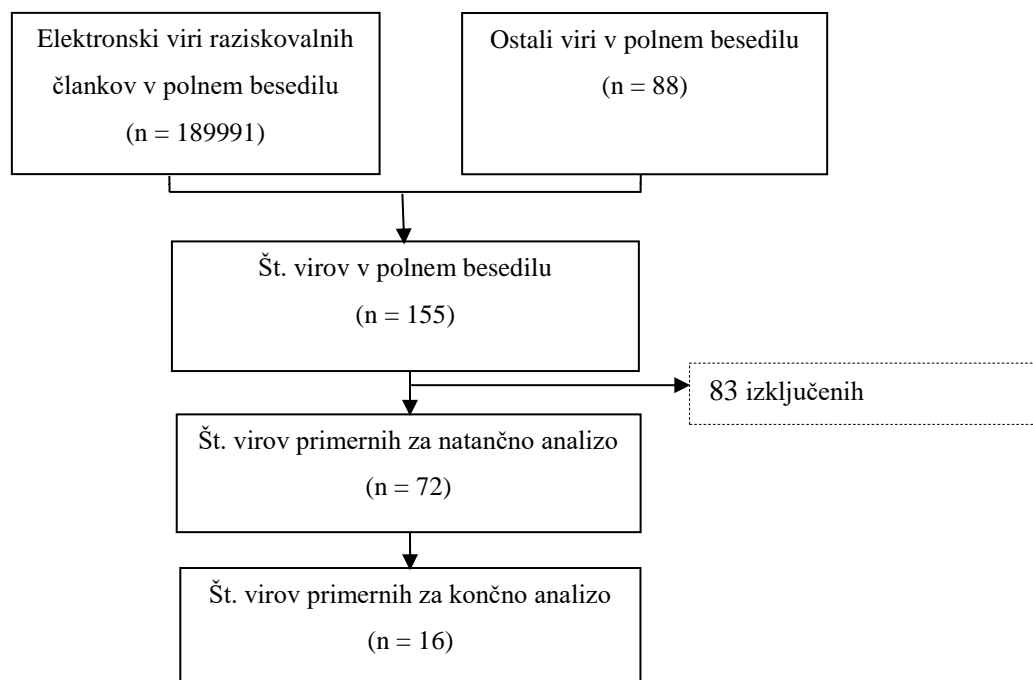 Elektronski viri raziskovalnih
člankov v polnem besedilu
(n = 189991)
Ostali viri v polnem besedilu
(n = 88)
Št. virov v polnem besedilu
(n = 155)
83 izključenih
Št. virov primernih za natančno analizo
(n = 72)
Št. virov primernih za končno analizo
(n = 16)